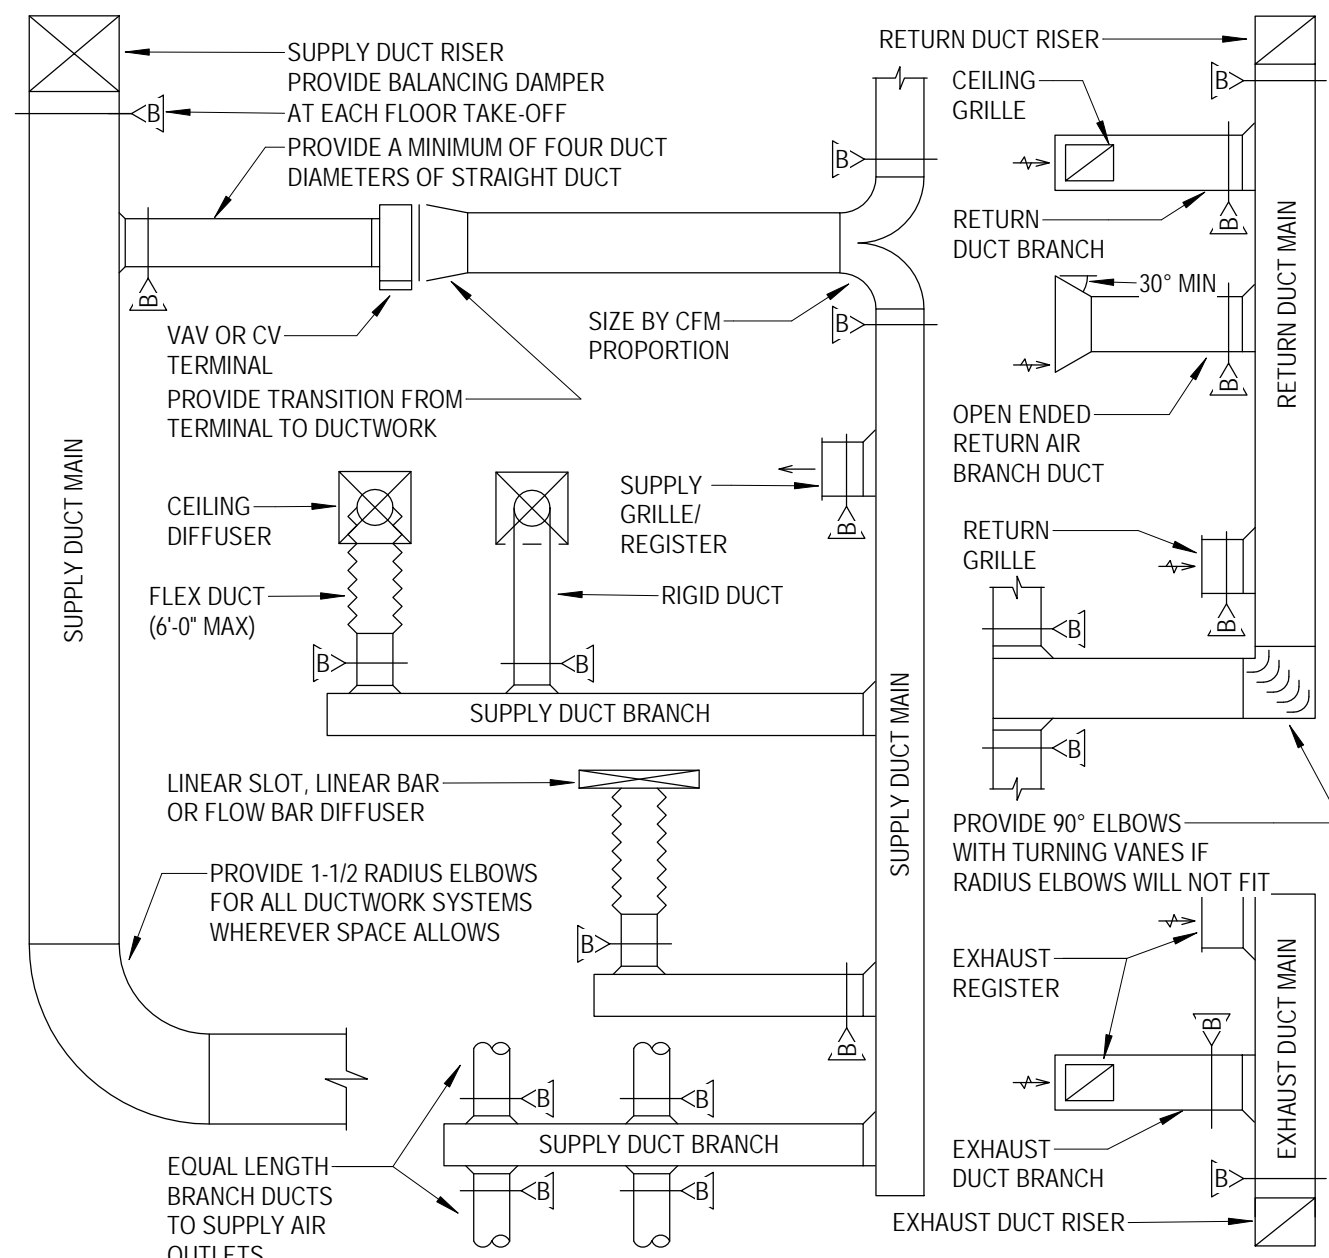 SUPPLY DUCT RISER
PROVIDE BALANCING DAMPER
AT EACH FLOOR TAKE-OFF
B
PROVIDE A MINIMUM OF FOUR DUCT
DIAMETERS OF STRAIGHT DUCT
B
VAV OR CV
TERMINAL
PROVIDE TRANSITION FROM
TERMINAL TO DUCTWORK
SIZE BY CFM
PROPORTION
B
B
SUPPLY DUCT MAIN
CEILING
DIFFUSER
FLEX DUCT
(6'-0" MAX)
RIGID DUCT
SUPPLY
GRILLE/
REGISTER
B
B
B
SUPPLY DUCT BRANCH
SUPPLY DUCT MAIN
LINEAR SLOT, LINEAR BAR
OR FLOW BAR DIFFUSER
PROVIDE 1-1/2 RADIUS ELBOWS
FOR ALL DUCTWORK SYSTEMS
WHEREVER SPACE ALLOWS
B
B
B
B
SUPPLY DUCT BRANCH
B
B
EQUAL LENGTH
BRANCH DUCTS
TO SUPPLY AIR
OUTLETS
RETURN DUCT RISER
B
CEILING
GRILLE
RETURN
DUCT BRANCH
B
30° MIN
RETURN DUCT MAIN
B
OPEN ENDED
RETURN AIR
BRANCH DUCT
RETURN
GRILLE
B
B
B
PROVIDE 90° ELBOWS
WITH TURNING VANES IF
RADIUS ELBOWS WILL NOT FIT
EXHAUST
REGISTER
B
EXHAUST DUCT MAIN
EXHAUST
DUCT BRANCH
B
EXHAUST DUCT RISER